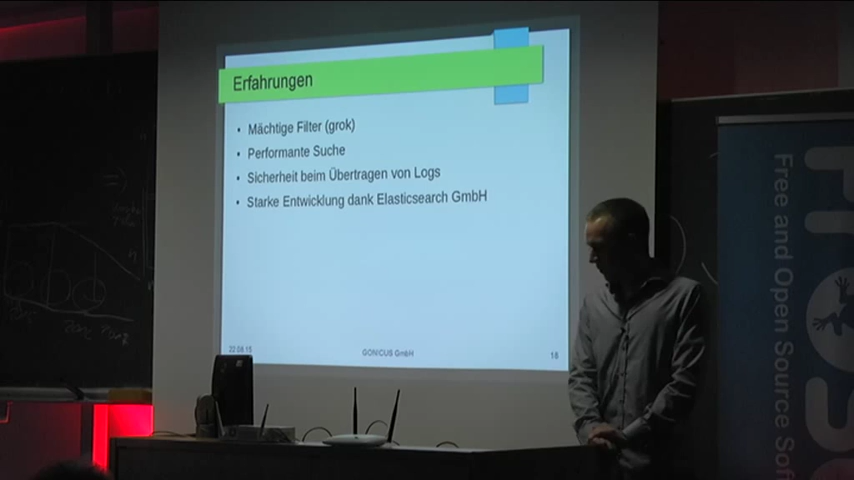 Erfahrungen
• Mächtige Filter (grok)
• Performante Suche
• Sicherheit beim Übertragen von Logs
• Starke Entwicklung dank Elasticsearch GmbH
22.08.15
GONICUS GmbH
18
Free and Open Source Soft
FrOSC